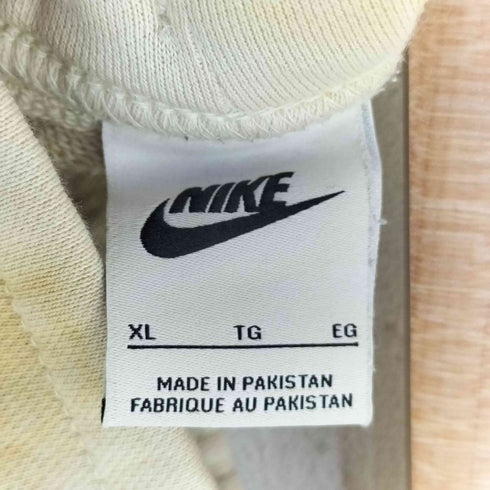 NIKE
XL TG EG
MADE IN PAKISTAN
FABRIQUE AU PAKISTAN